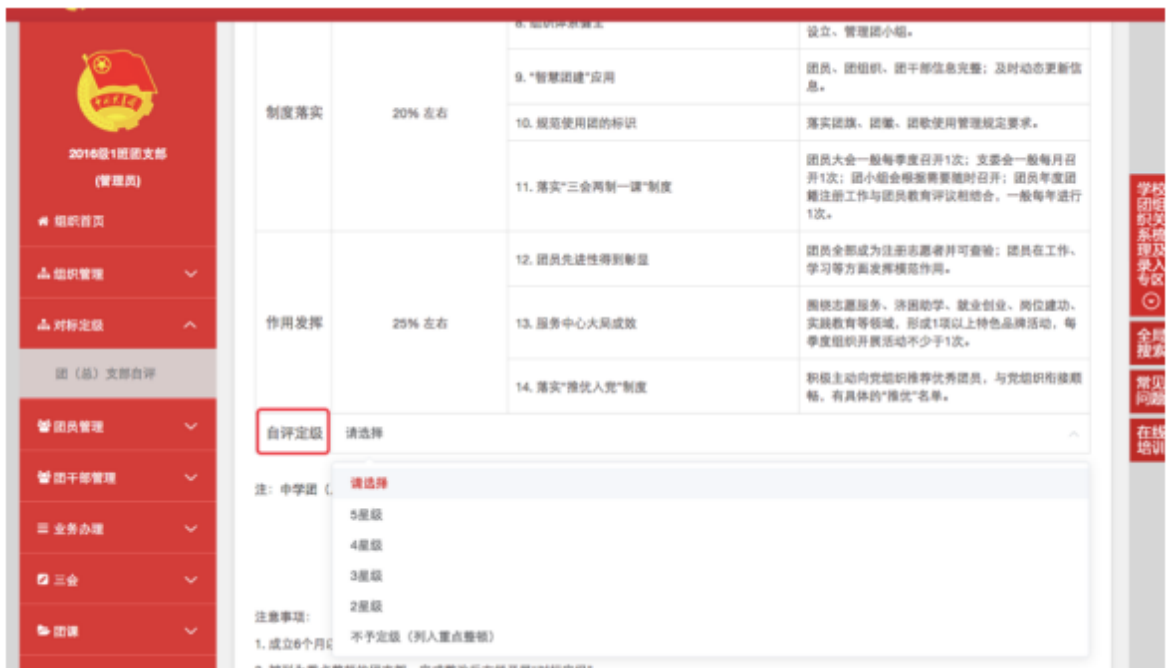 8. 组织体系健全
设立、管理团小组。
9. "智慧团建"应用
团员、团组织、团干部信息完整；及时动态更新信
息。
制度落实
20% 左右
10. 规范使用团的标识
落实团旗、团徽、团歌使用管理规定要求。
11. 落实"三会两制一课"制度
团员大会一般每季度召开1次；支委会一般每月召
开1次；团小组会根据需要随时召开；团员年度团
籍注册工作与团员教育评议相结合，一般每年进行
1次。
12. 团员先进性得到彰显
团员全部成为注册志愿者并可查验；团员在工作、
学习等方面发挥模范作用。
作用发挥
25% 左右
13. 服务中心大局成效
围绕志愿服务、济困助学、就业创业、岗位建功、
实践教育等领域，形成1项以上特色品牌活动，每
季度组织开展活动不少于1次。
14. 落实"推优入党"制度
积极主动向党组织推荐优秀团员，与党组织衔接顺
畅，有具体的"推优"名单。
自评定级
请选择
请选择
5星级
4星级
3星级
2星级
不予定级（列入重点整顿）
注：中学团（
注意事项：
1. 成立6个月以
2016级1班团支部
(管理员)
组织首页
组织管理
对标定级
团（总）支部自评
团员管理
团干部管理
业务办理
三会
团课
学校
团组
织关
系梳
理及
录入
专区
全局
搜索
常见
问题
在线
培训